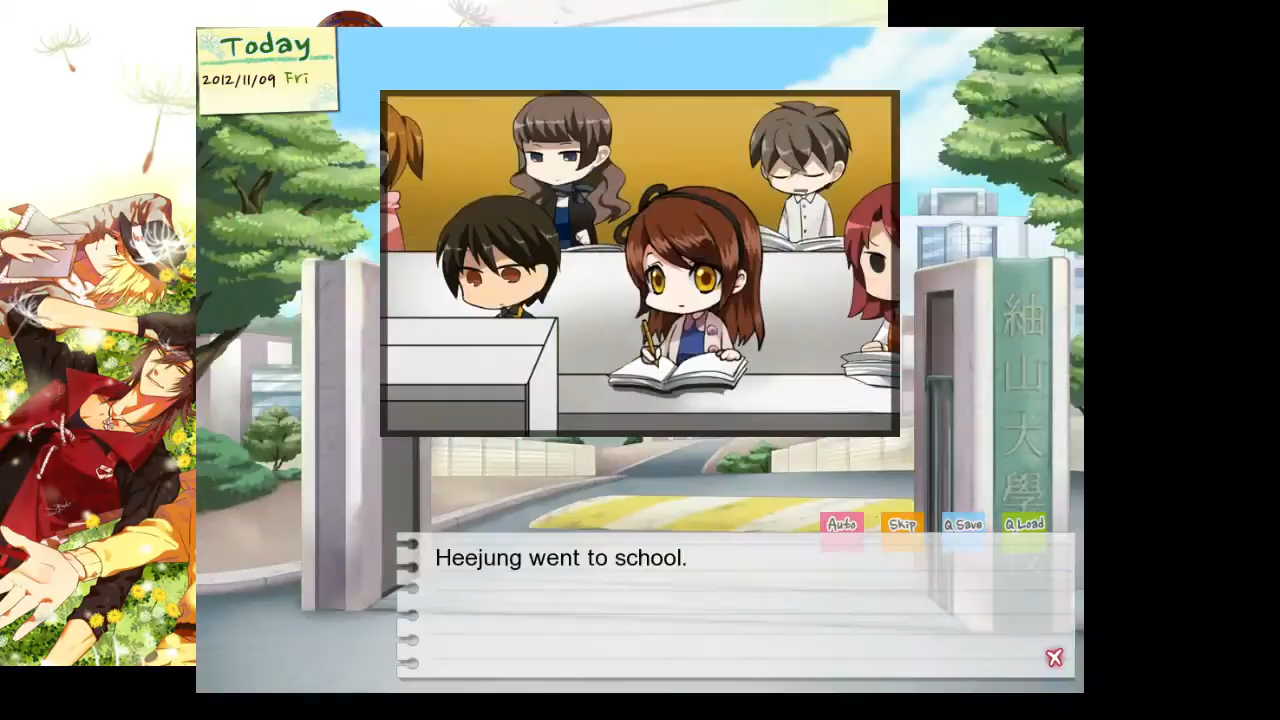 Today
2012/11/09 Fri
紬山大學
Auto
Skip
Q.Save
Q.Load
Heejung went to school.